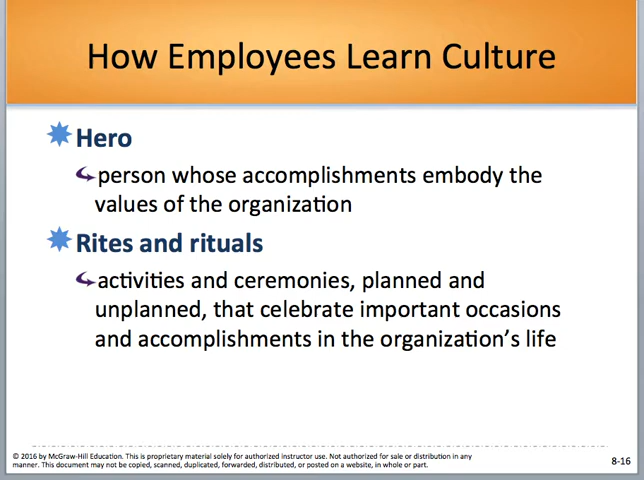 How Employees Learn Culture
Hero
person whose accomplishments embody the
values of the organization
Rites and rituals
activities and ceremonies, planned and
unplanned, that celebrate important occasions
and accomplishments in the organization’s life
© 2016 by McGraw-Hill Education. This is proprietary material solely for authorized instructor use. Not authorized for sale or distribution in any
manner. This document may not be copied, scanned, duplicated, forwarded, distributed, or posted on a website, in whole or part.
8-16